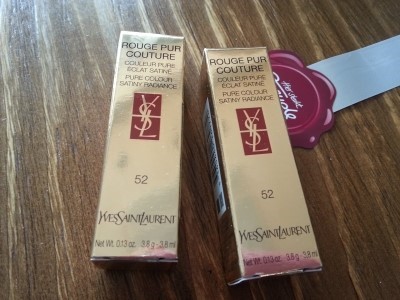 ROUGE PUR
COUTURE
COULEUR PURE
ÉCLAT SATINÉ
PURE COLOUR
SATINY RADIANCE
YSL
52
YVESSAINTLAURENT
Net Wt. 0.13 oz. 3.8 g - 3.8 ml
ROUGE PUR
COUTURE
COULEUR PURE
ÉCLAT SATINÉ
PURE COLOUR
SATINY RADIANCE
YSL
52
YVESSAINTLAURENT
Net Wt. 0.13 oz. 3.8 g - 3.8 ml